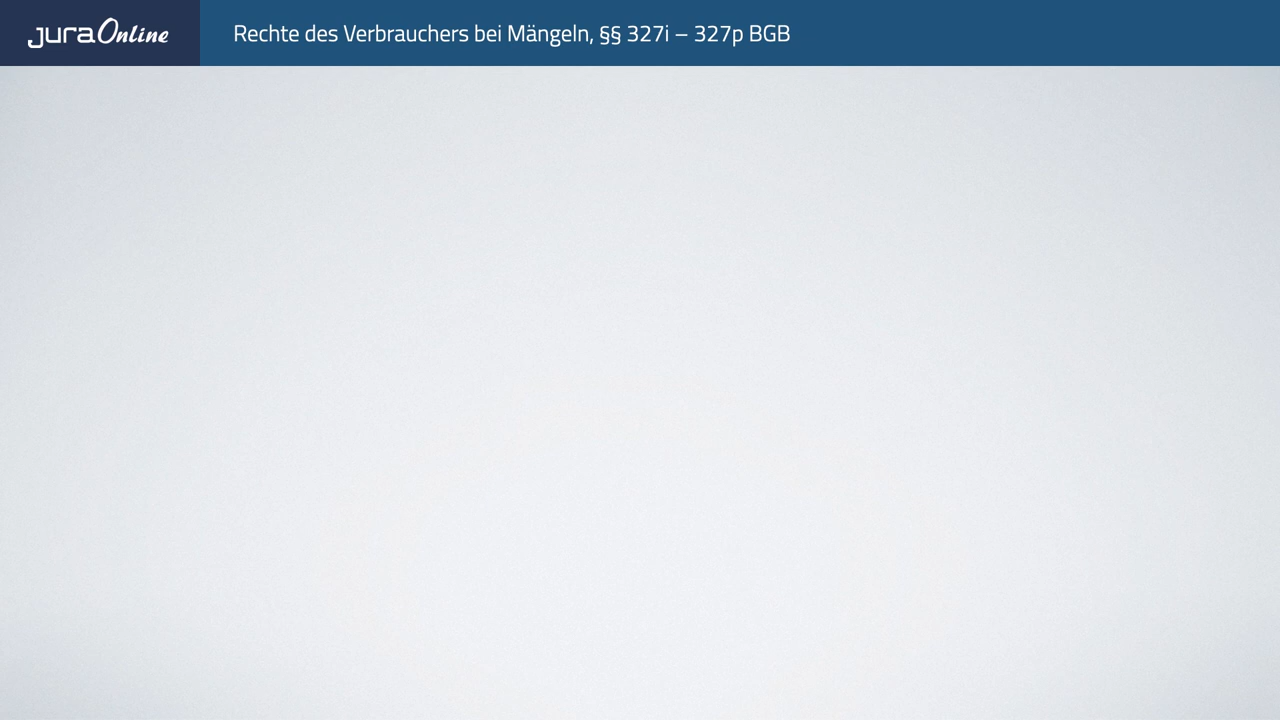 juraOnline
Rechte des Verbrauchers bei Mängeln, §§ 327i – 327p BGB